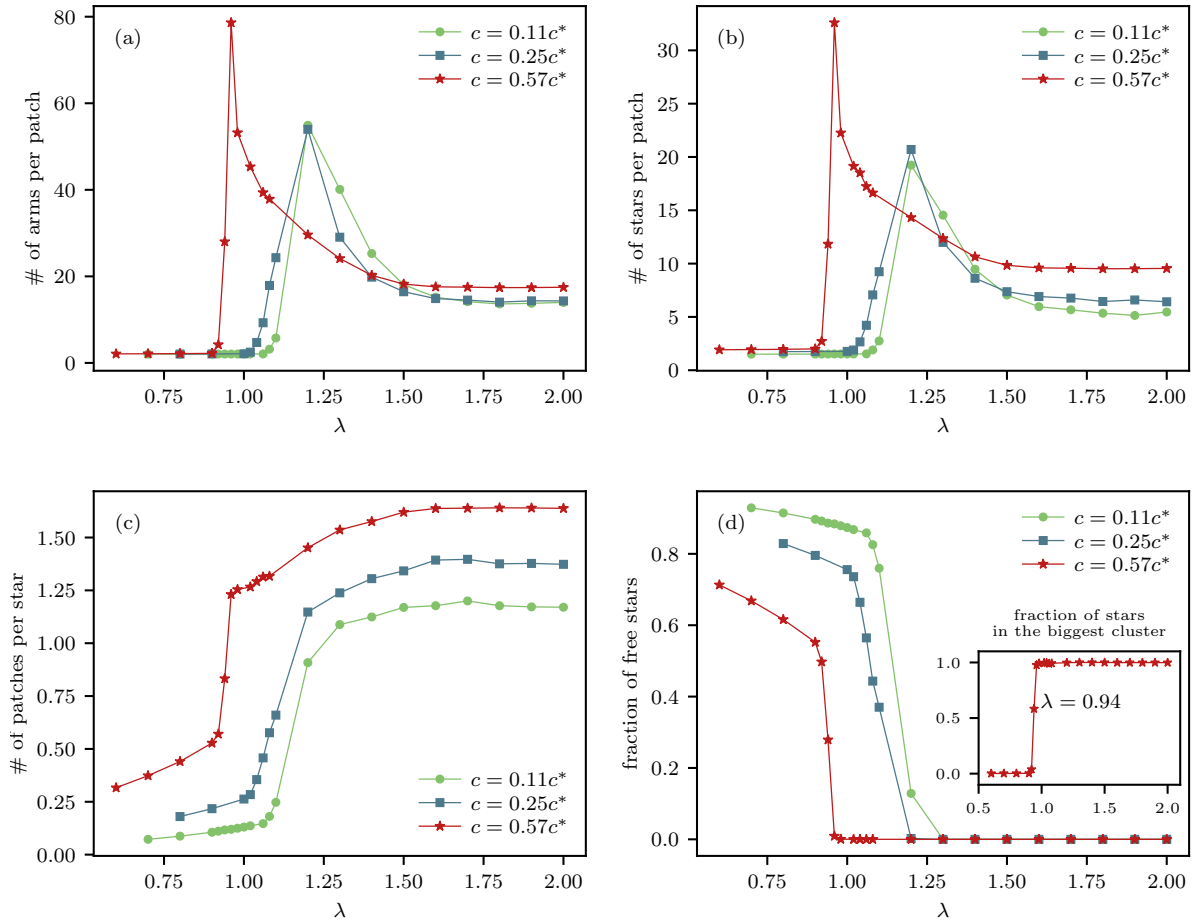 (a)
c = 0.11c*
c = 0.25c*
c = 0.57c*
# of arms per patch
80
60
40
20
0
0.75 1.00 1.25 1.50 1.75 2.00
λ
(b)
c = 0.11c*
c = 0.25c*
c = 0.57c*
# of stars per patch
30
25
20
15
10
5
0
0.75 1.00 1.25 1.50 1.75 2.00
λ
(c)
# of patches per star
1.50
1.25
1.00
0.75
0.50
0.25
0.00
c = 0.11c*
c = 0.25c*
c = 0.57c*
0.75 1.00 1.25 1.50 1.75 2.00
λ
(d)
c = 0.11c*
c = 0.25c*
c = 0.57c*
fraction of free stars
0.8
0.6
0.4
0.2
0.0
fraction of stars
in the biggest cluster
1.0
0.5
0.0
λ = 0.94
0.5 1.0 1.5 2.0
0.75 1.00 1.25 1.50 1.75 2.00
λ